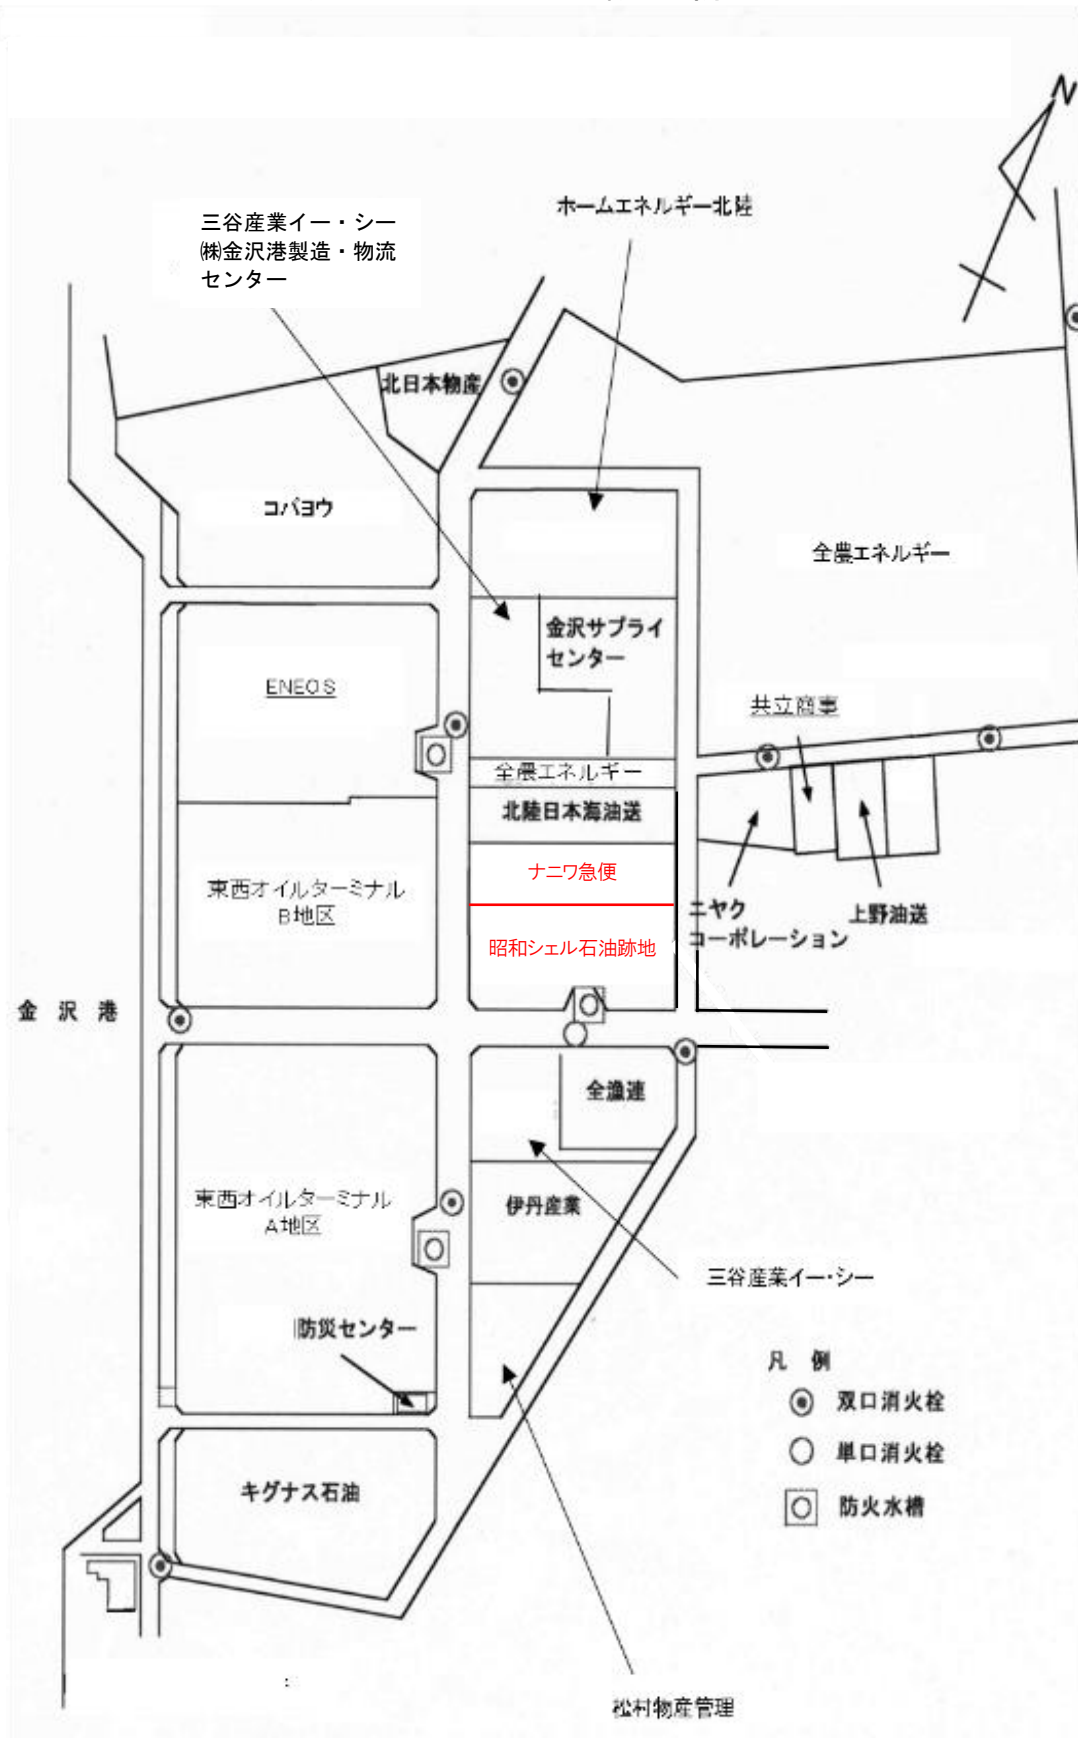 N
ホームエネルギー北陸
三谷産業イー・シー
㈱金沢港製造・物流
センター
北日本物産
コバヨウ
全農エネルギー
金沢サプライ
センター
ENEOS
共立商事
全農エネルギー
北陸日本海油送
ナニワ急便
東西オイルターミナル
B地区
ニヤク
コーポレーション
上野油送
昭和シェル石油跡地
金沢港
全漁連
東西オイルターミナル
A地区
伊丹産業
三谷産業イー・シー
防災センター
凡例
双口消火栓
単口消火栓
防火水槽
キグナス石油
松村物産管理